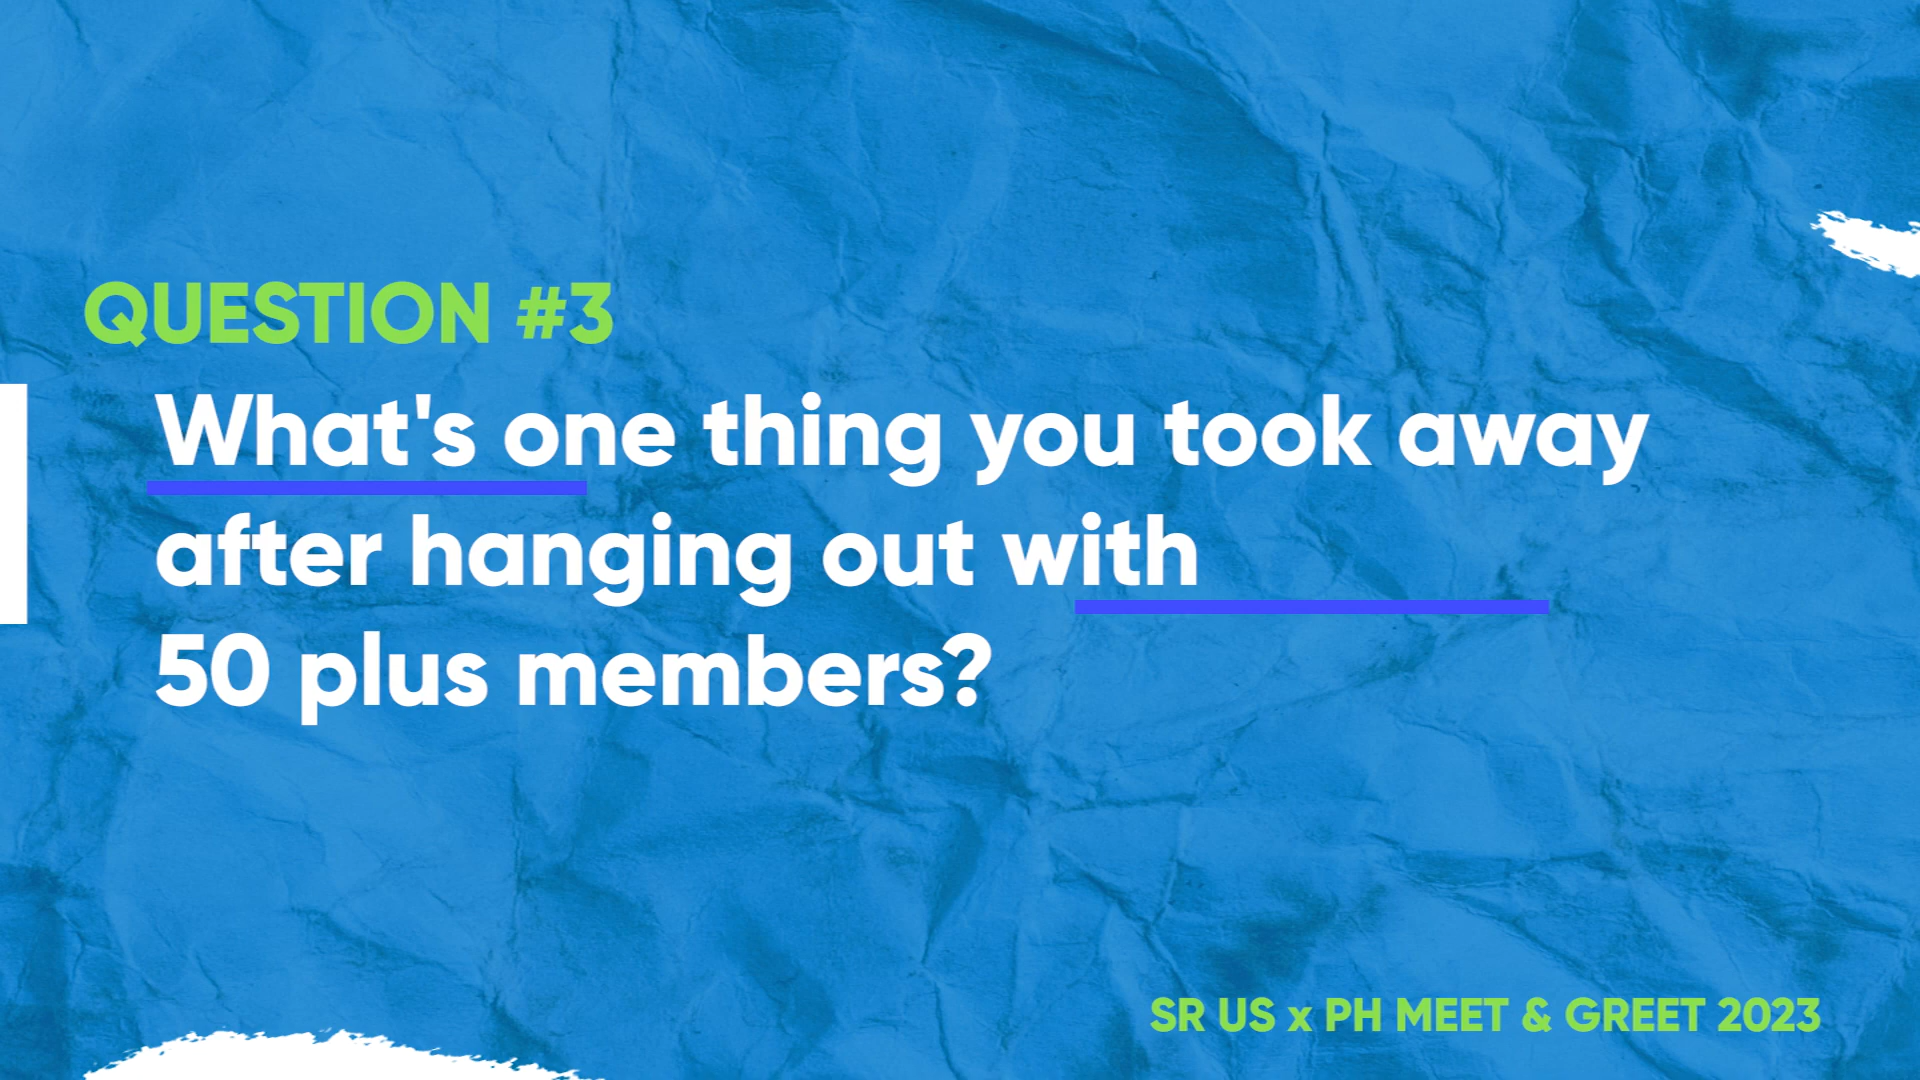 QUESTION #3
What's one thing you took away
after hanging out with
50 plus members?
SR US x PH MEET & GREET 2023